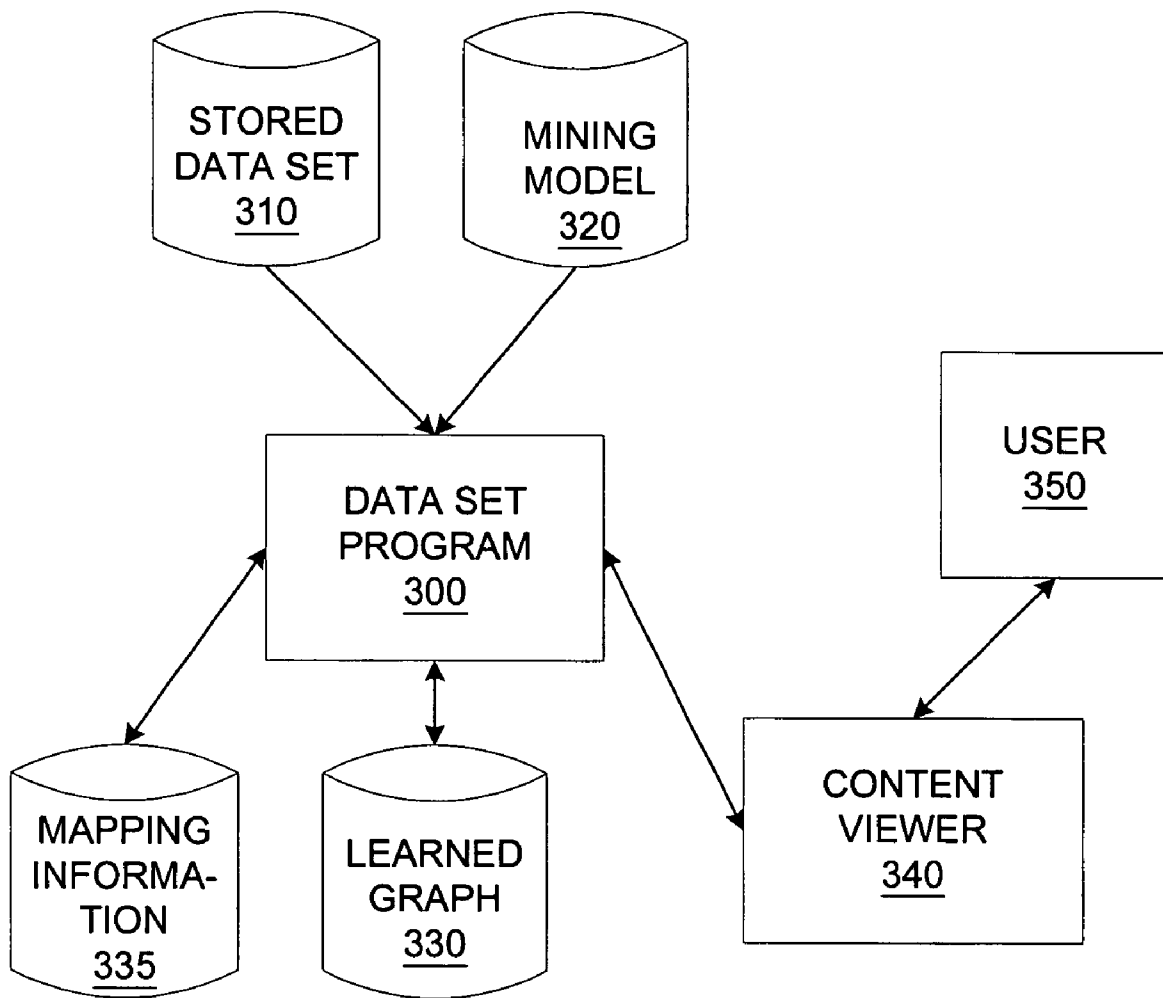 STORED
DATA SET
310
MINING
MODEL
320
DATA SET
PROGRAM
300
USER
350
MAPPING
INFORMA-
TION
335
LEARNED
GRAPH
330
CONTENT
VIEWER
340